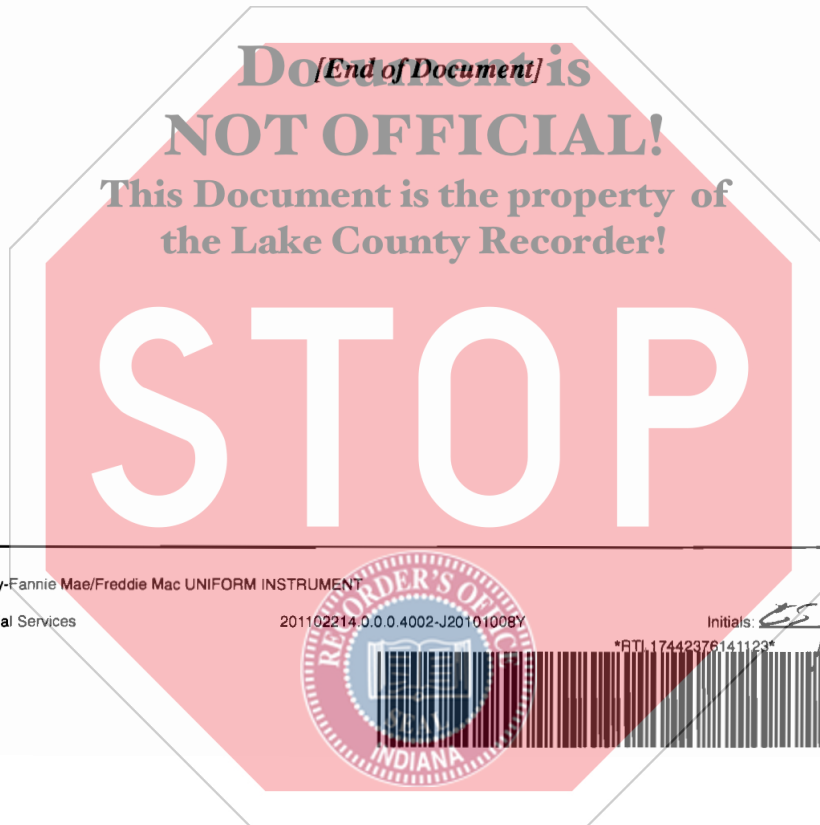 Document is
[End of Document]
NOT OFFICIAL!
This Document is the property of
the Lake County Recorder!
STOP
y-Fannie Mae/Freddie Mac UNIFORM INSTRUMENT
al Services 201102214.0.0.0.4002-J20101008Y Initials:
*RTI.17442376141123*
RECORDER'S OFFICE
SEAL
INDIANA